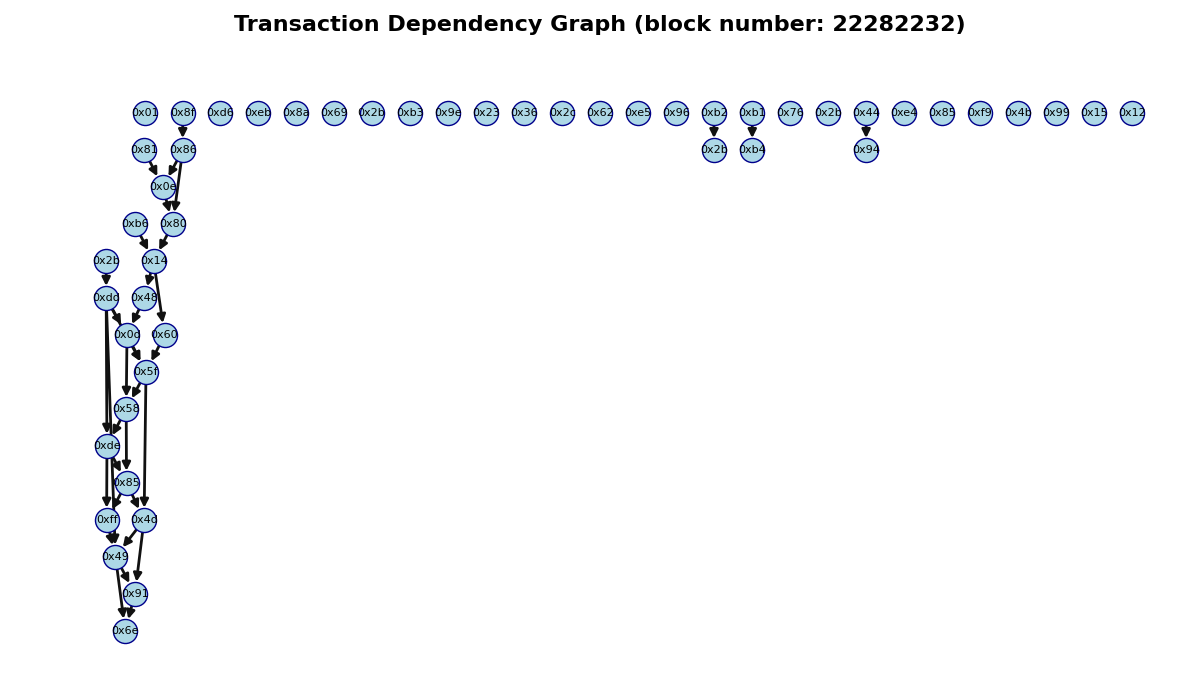 Transaction Dependency Graph (block number: 22282232)
0x01 0x8f 0xd6 0xeb 0x8a 0x69 0x2b 0xb3 0x9e 0x23 0x36 0x2c 0x62 0xe5 0x96 0xb2 0xb1 0x76 0x2b 0x44 0xe4 0x85 0xf9 0x4b 0x99 0x15 0x12
0x81 0x86 0x2b 0xb4 0x94
0x0e
0xb6 0x80
0x2b 0x14
0xdd 0x48
0x0d 0x60
0x5f
0x58
0xde
0x85
0xff 0x4d
0x49
0x91
0x6e